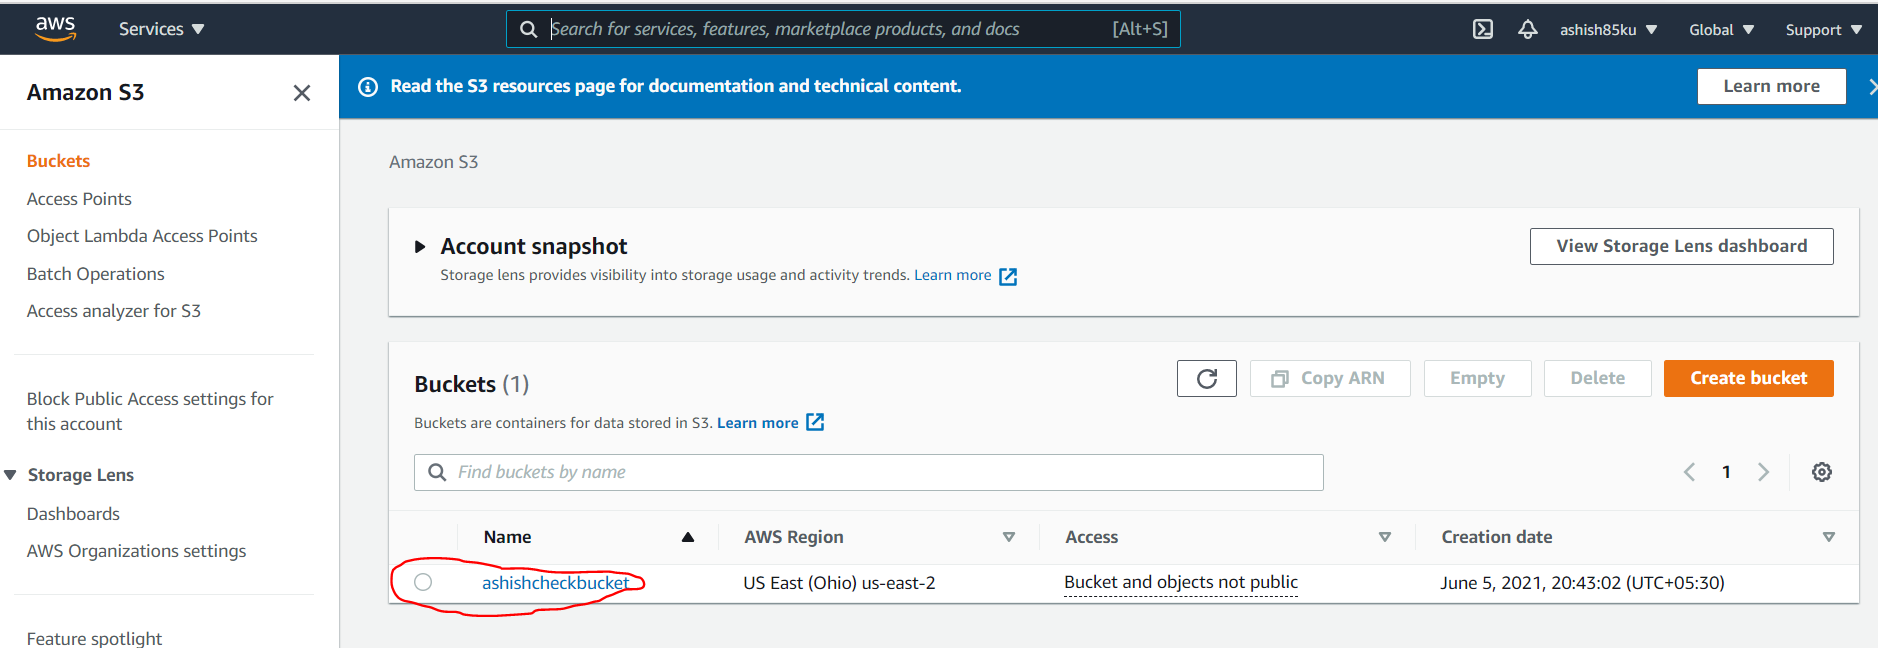 aws Services Search for services, features, marketplace products, and docs [Alt+S] ashish85ku Global Support
Amazon S3
Read the S3 resources page for documentation and technical content. Learn more
Buckets
Access Points
Object Lambda Access Points
Batch Operations
Access analyzer for S3
Block Public Access settings for
this account
Storage Lens
Dashboards
AWS Organizations settings
Feature spotlight
Amazon S3
Account snapshot View Storage Lens dashboard
Storage lens provides visibility into storage usage and activity trends. Learn more
Buckets (1) Copy ARN Empty Delete Create bucket
Buckets are containers for data stored in S3. Learn more
Find buckets by name 1
Name AWS Region Access Creation date
ashishcheckbucket US East (Ohio) us-east-2 Bucket and objects not public June 5, 2021, 20:43:02 (UTC+05:30)